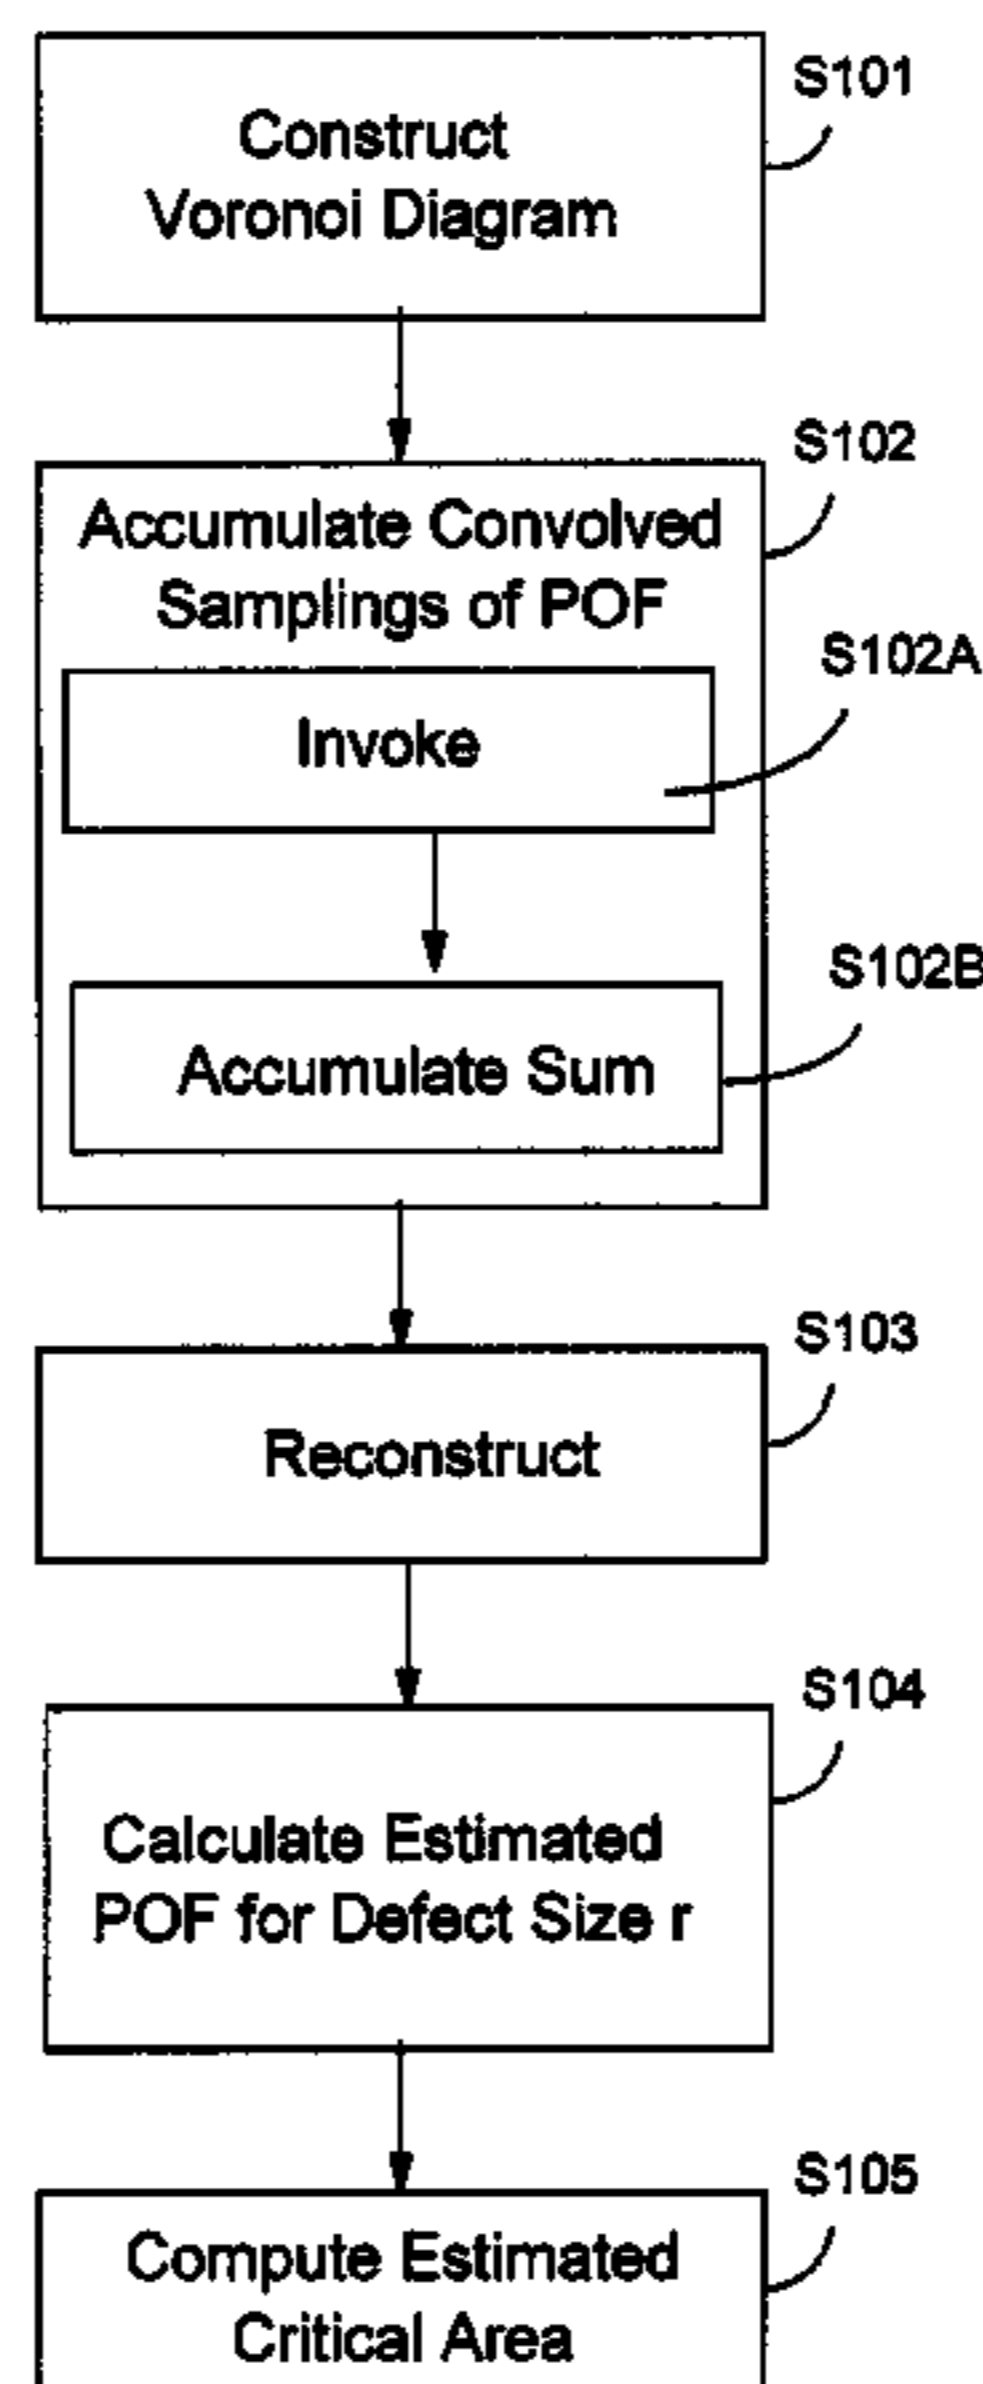 S101
Construct
Voronoi Diagram
S102
Accumulate Convolved
Samplings of POF
S102A
Invoke
S102B
Accumulate Sum
S103
Reconstruct
S104
Calculate Estimated
POF for Defect Size r
S105
Compute Estimated
Critical Area